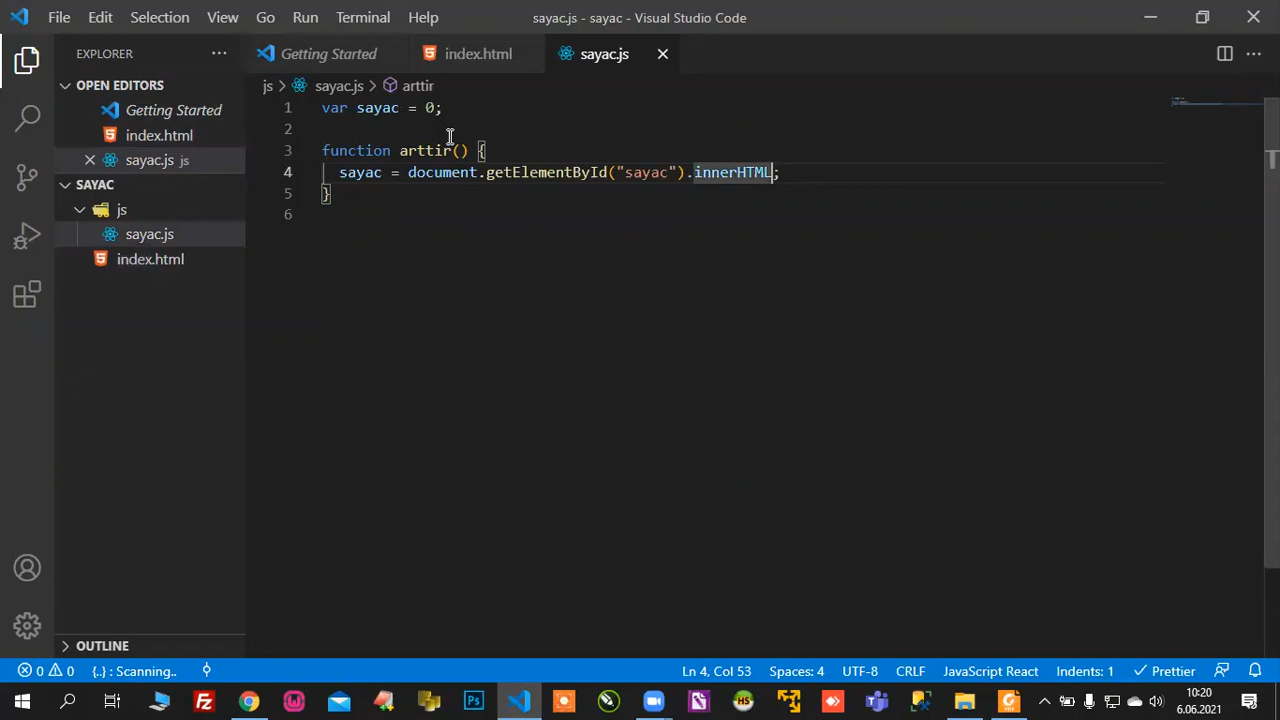 File Edit Selection View Go Run Terminal Help sayac.js - sayac - Visual Studio Code
EXPLORER
OPEN EDITORS
Getting Started
index.html
sayac.js js
SAYAC
js
sayac.js
index.html
OUTLINE
Getting Started index.html sayac.js
js > sayac.js > arttir
1 var sayac = 0;
2
3 function arttir() {
4 sayac = document.getElementById("sayac").innerHTML;
5 }
6
0 0 {..} : Scanning.. Ln 4, Col 53 Spaces: 4 UTF-8 CRLF JavaScript React Indents: 1 Prettier
10:20
6.06.2021